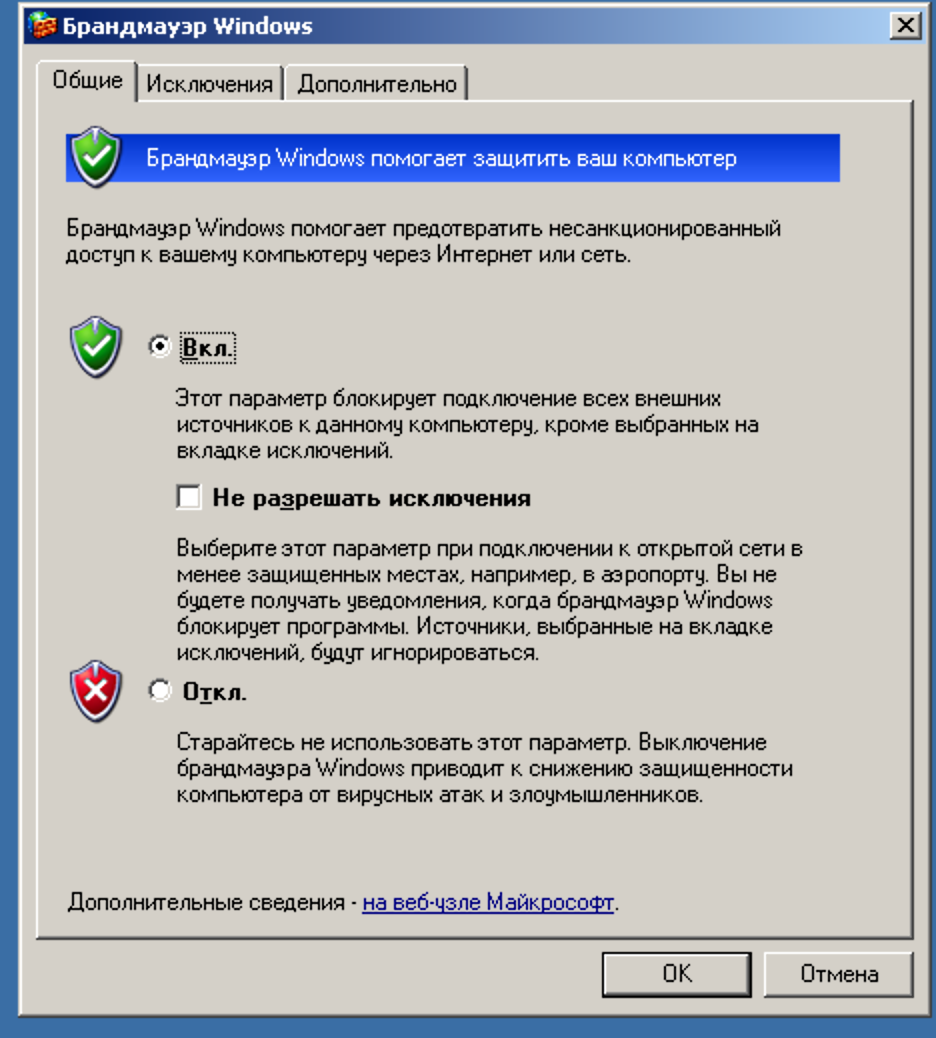 Брандмауэр Windows
Общие
Исключения
Дополнительно
Брандмауэр Windows помогает защитить ваш компьютер
Брандмауэр Windows помогает предотвратить несанкционированный
доступ к вашему компьютеру через Интернет или сеть.
Вкл.
Этот параметр блокирует подключение всех внешних
источников к данному компьютеру, кроме выбранных на
вкладке исключений.
Не разрешать исключения
Выберите этот параметр при подключении к открытой сети в
менее защищенных местах, например, в аэропорту. Вы не
будете получать уведомления, когда брандмауэр Windows
блокирует программы. Источники, выбранные на вкладке
исключений, будут игнорироваться.
Откл.
Старайтесь не использовать этот параметр. Выключение
брандмауэра Windows приводит к снижению защищенности
компьютера от вирусных атак и злоумышленников.
Дополнительные сведения - на веб-узле Майкрософт.
OK
Отмена